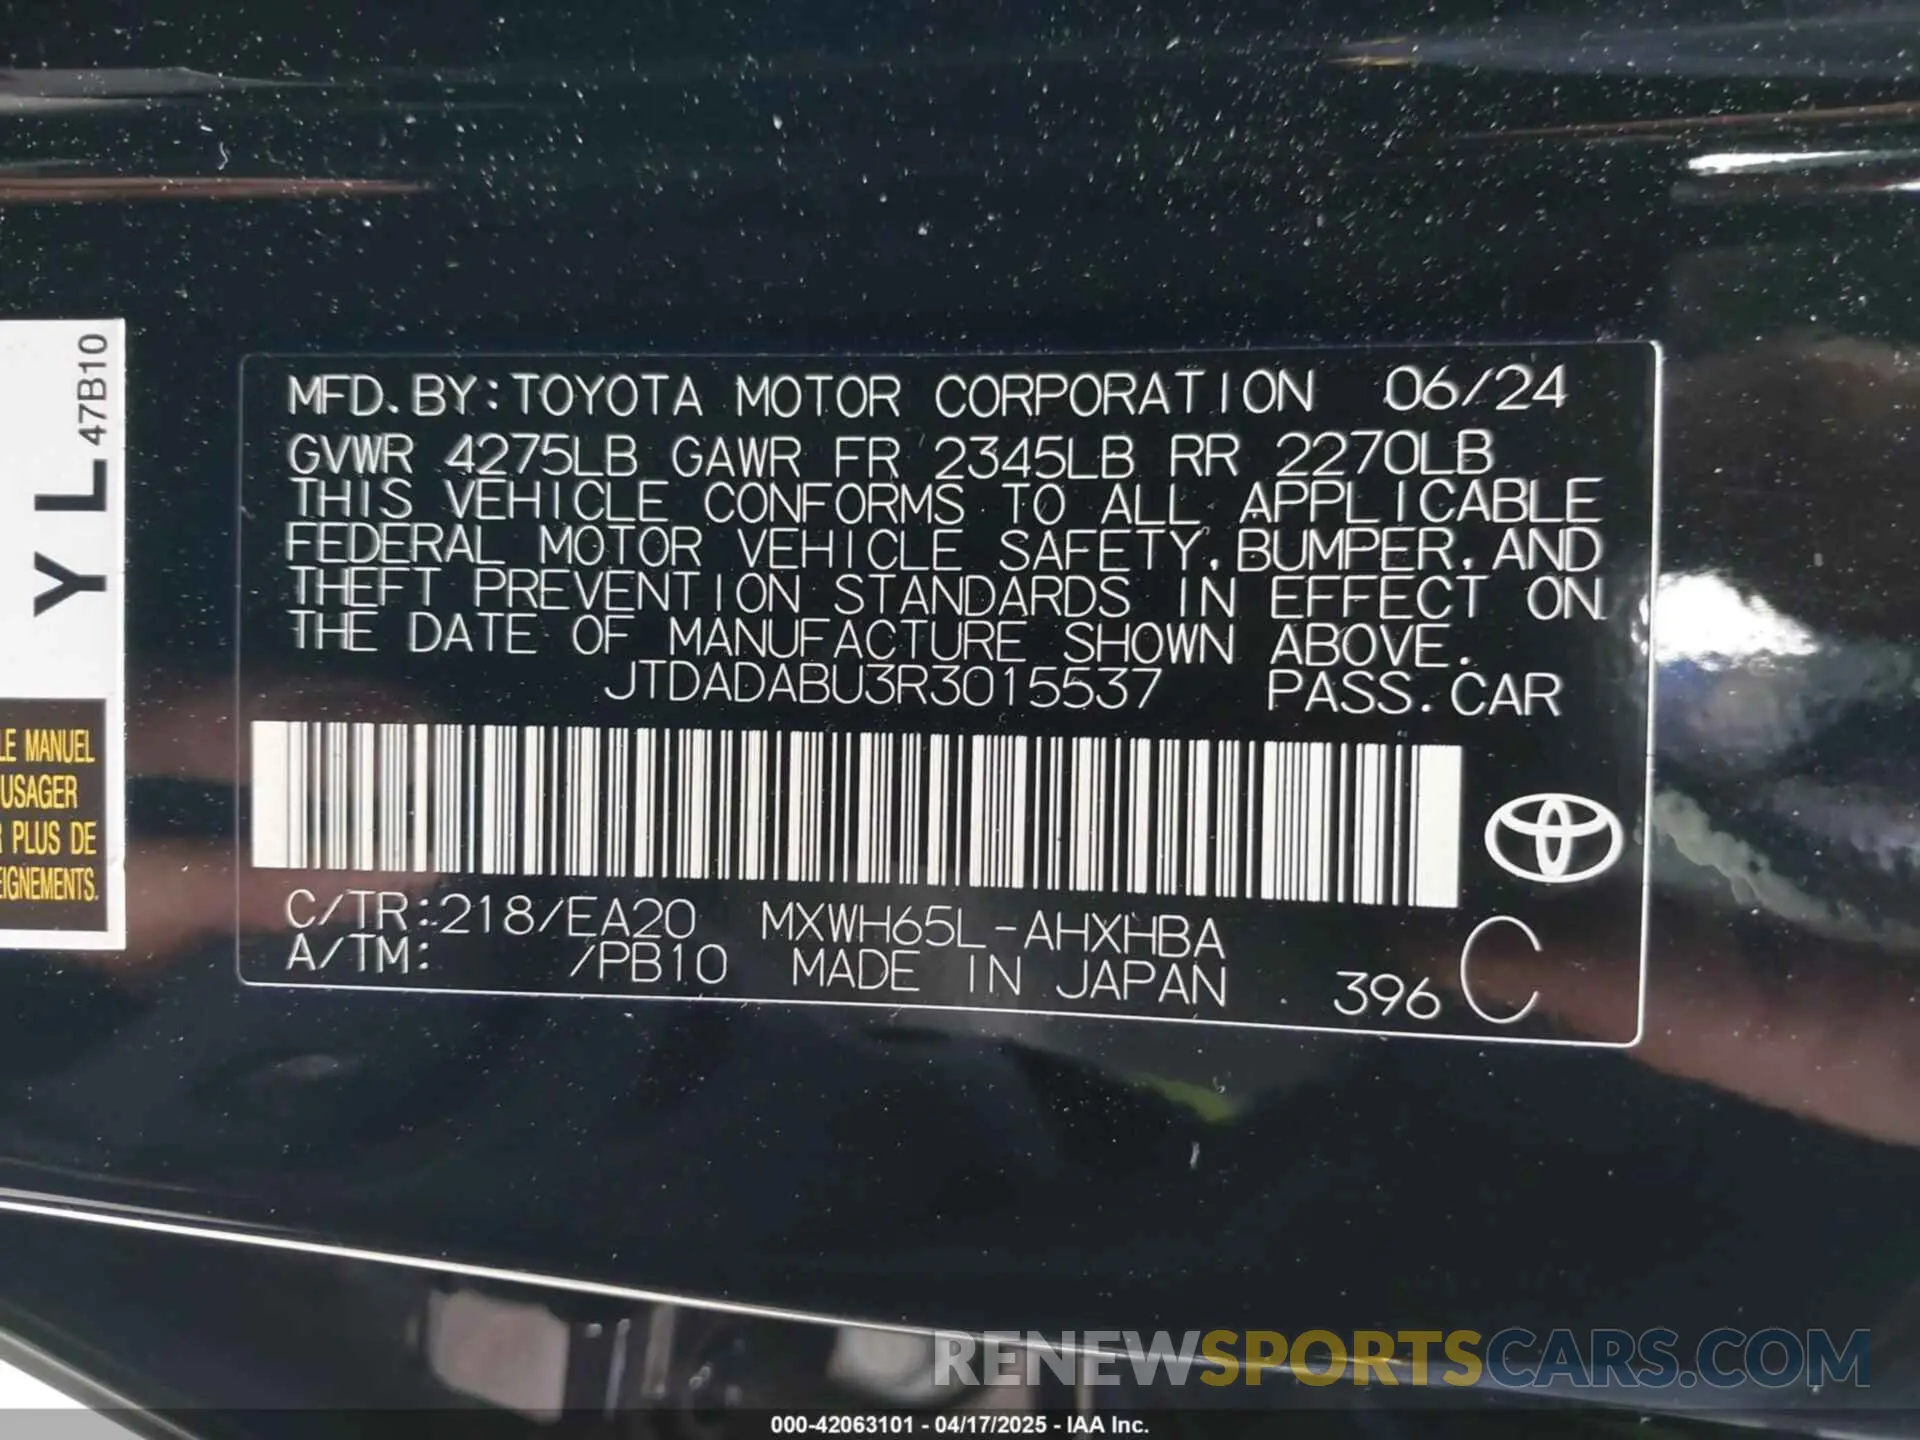 MFD. BY: TOYOTA MOTOR CORPORATION 06/24
GVWR 4275LB GAWR FR 2345LB RR 2270LB
THIS VEHICLE CONFORMS TO ALL APPLICABLE
FEDERAL MOTOR VEHICLE SAFETY, BUMPER, AND
THEFT PREVENTION STANDARDS IN EFFECT ON
THE DATE OF MANUFACTURE SHOWN ABOVE.
JTDADABU3R3015537 PASS. CAR
C/TR: 218/EA20 MXWH65L-AHXHBA
A/TM: /PB10 MADE IN JAPAN 396 C
YL 47B10
LE MANUEL
USAGER
R PLUS DE
EIGNEMENTS.
RENEWSPORTSCARS.COM
000-42063101 - 04/17/2025 - IAA Inc.